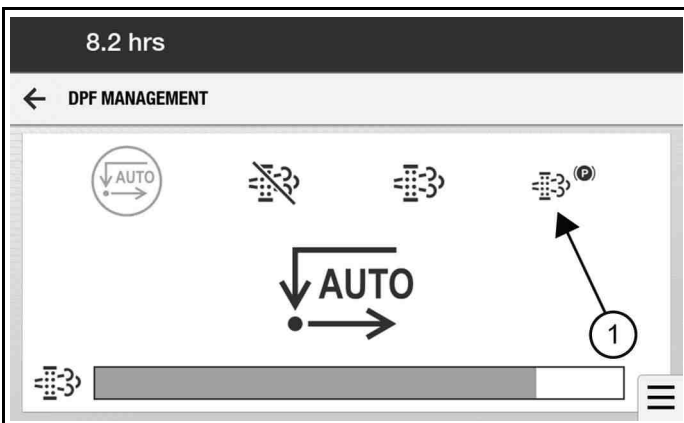 8.2 hrs
DPF MANAGEMENT
AUTO
(P)
AUTO
1